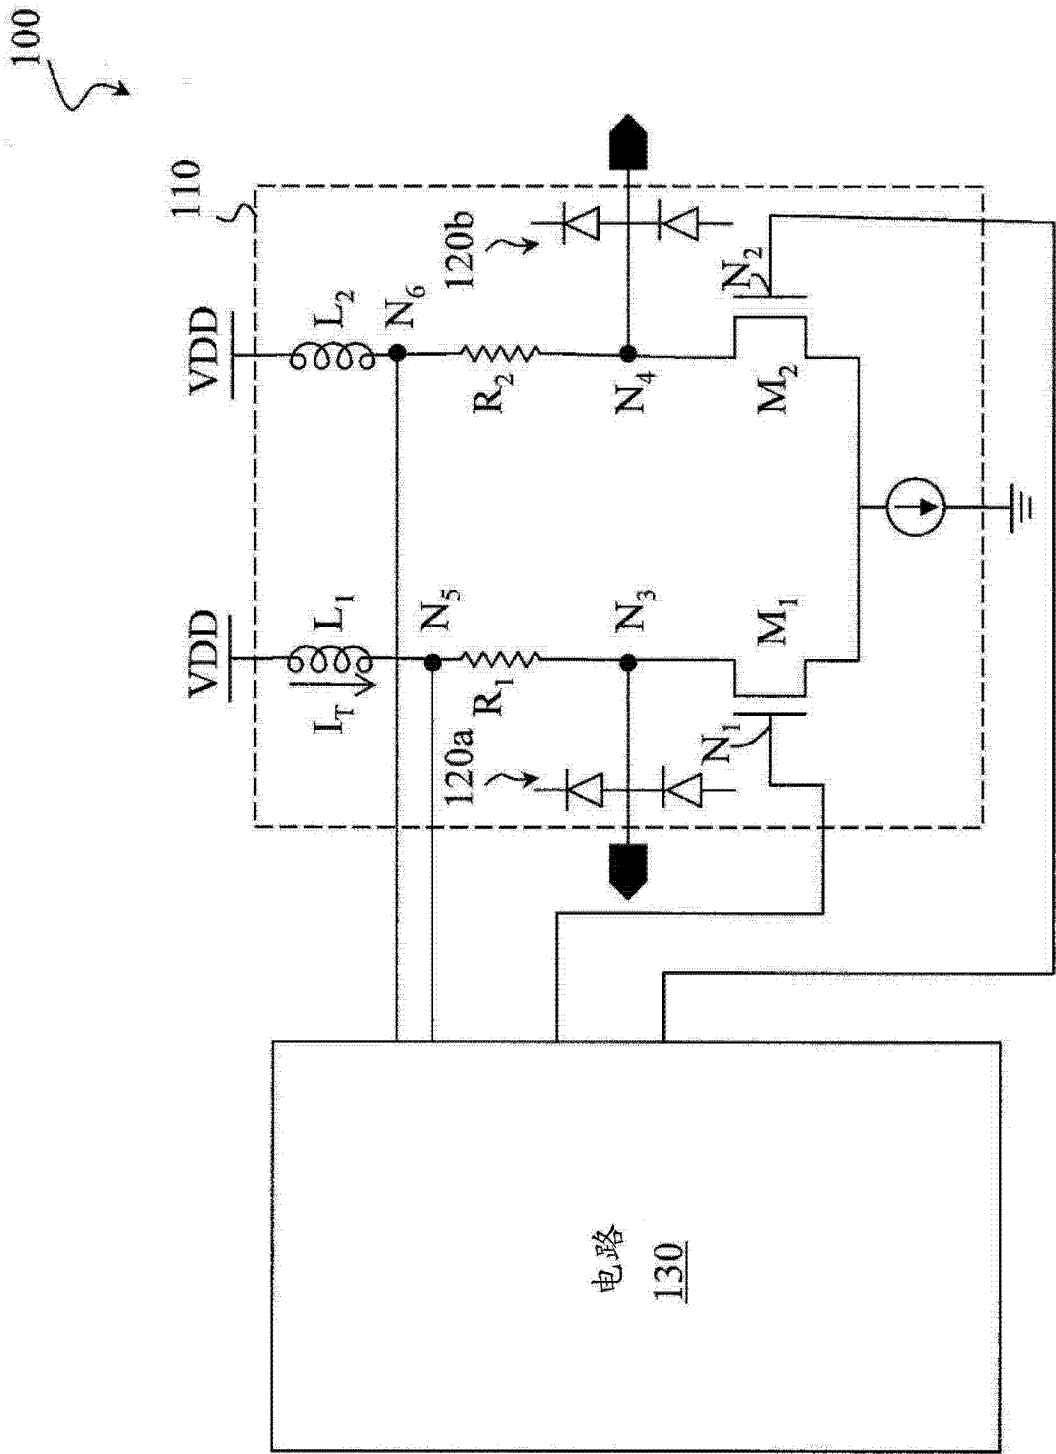 100
110
VDD
VDD
L₁
L₂
I_T
N₅
N₆
R₁
R₂
120a
120b
N₃
N₄
N₁
N₂
M₁
M₂
电路
130